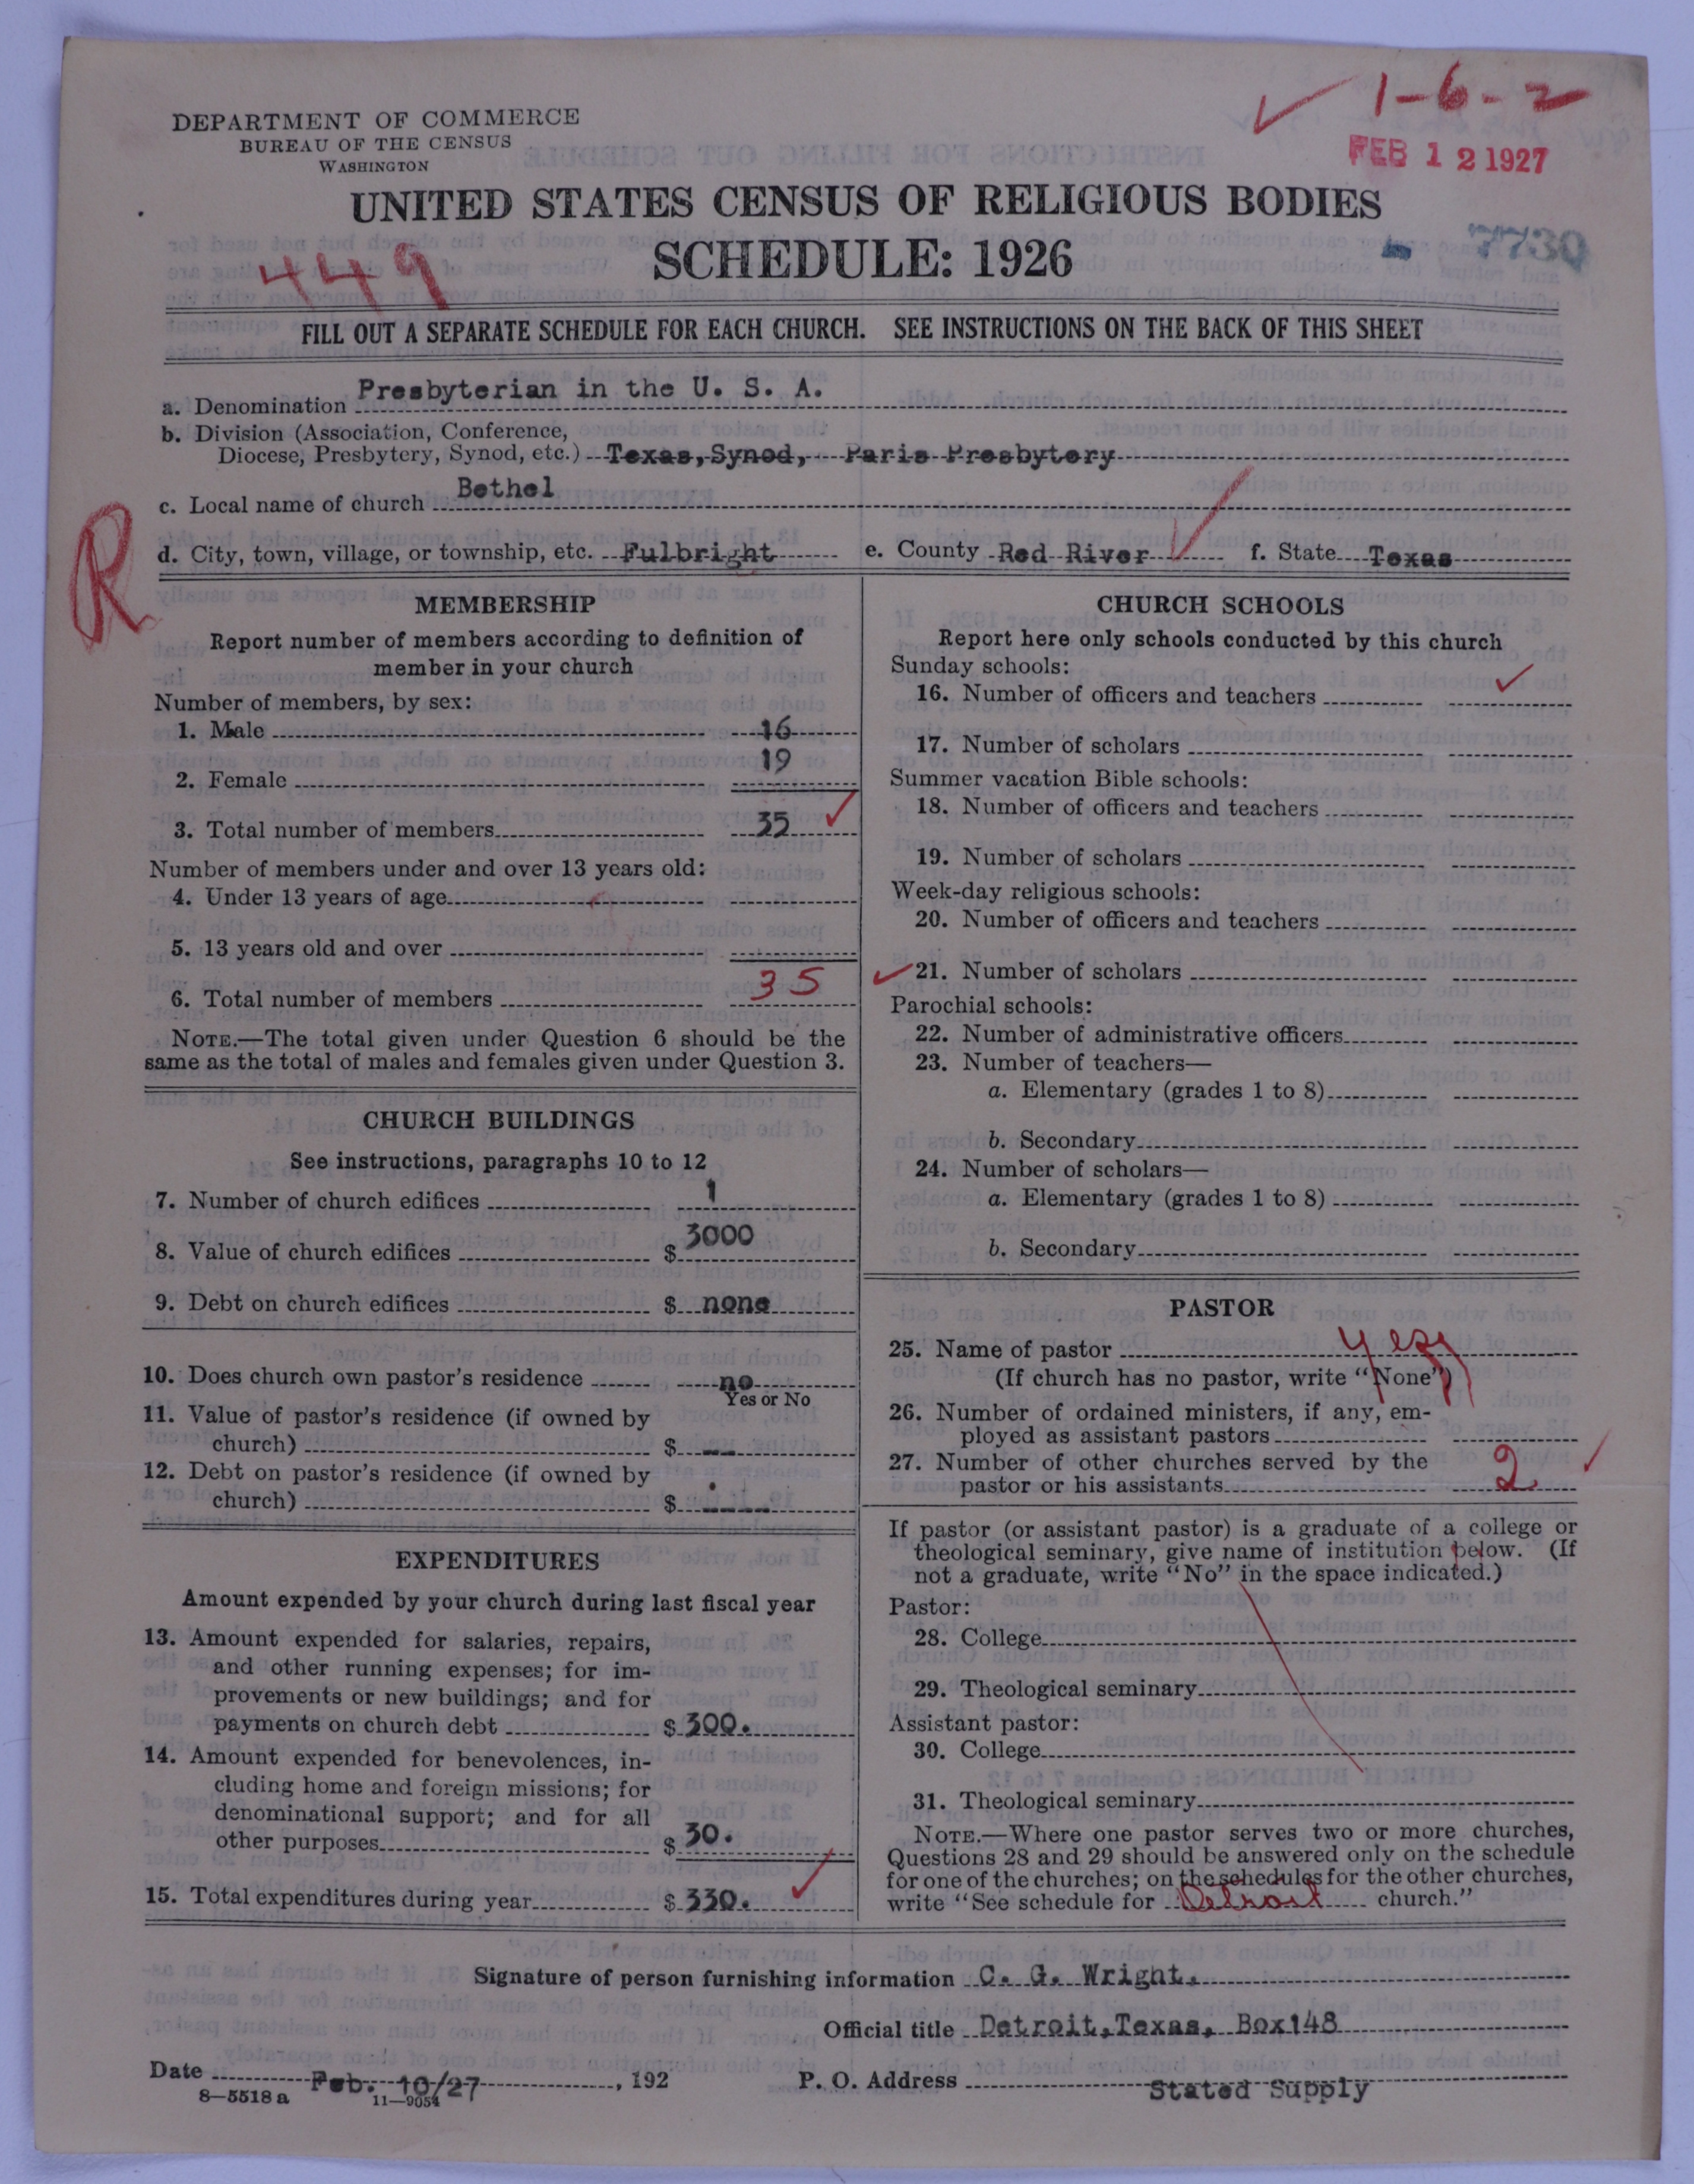 1-6-2
DEPARTMENT OF COMMERCE
BUREAU OF THE CENSUS
WASHINGTON
FEB 12 1927
UNITED STATES CENSUS OF RELIGIOUS BODIES
SCHEDULE: 1926
7730
449
FILL OUT A SEPARATE SCHEDULE FOR EACH CHURCH. SEE INSTRUCTIONS ON THE BACK OF THIS SHEET
a. Denomination Presbyterian in the U. S. A.
b. Division (Association, Conference,
Diocese, Presbytery, Synod, etc.) Texas, Synod, Paris Presbytery
c. Local name of church Bethel
R
d. City, town, village, or township, etc. Fulbright e. County Red River f. State Texas
MEMBERSHIP
Report number of members according to definition of
member in your church
Number of members, by sex:
1. Male 16
2. Female 19
3. Total number of members 35
Number of members under and over 13 years old:
4. Under 13 years of age
5. 13 years old and over
6. Total number of members 35
NOTE.—The total given under Question 6 should be the
same as the total of males and females given under Question 3.
CHURCH BUILDINGS
See instructions, paragraphs 10 to 12
7. Number of church edifices 1
8. Value of church edifices $ 3000
9. Debt on church edifices $ none
10. Does church own pastor's residence no
Yes or No
11. Value of pastor's residence (if owned by
church) $ --
12. Debt on pastor's residence (if owned by
church) $ ---
EXPENDITURES
Amount expended by your church during last fiscal year
13. Amount expended for salaries, repairs,
and other running expenses; for im-
provements or new buildings; and for
payments on church debt $ 300.
14. Amount expended for benevolences, in-
cluding home and foreign missions; for
denominational support; and for all
other purposes $ 30.
15. Total expenditures during year $ 330.
CHURCH SCHOOLS
Report here only schools conducted by this church
Sunday schools:
16. Number of officers and teachers
17. Number of scholars
Summer vacation Bible schools:
18. Number of officers and teachers
19. Number of scholars
Week-day religious schools:
20. Number of officers and teachers
21. Number of scholars
Parochial schools:
22. Number of administrative officers
23. Number of teachers—
a. Elementary (grades 1 to 8)
b. Secondary
24. Number of scholars—
a. Elementary (grades 1 to 8)
b. Secondary
PASTOR
25. Name of pastor yes
(If church has no pastor, write "None")
26. Number of ordained ministers, if any, em-
ployed as assistant pastors
27. Number of other churches served by the
pastor or his assistants 2
If pastor (or assistant pastor) is a graduate of a college or
theological seminary, give name of institution below. (If
not a graduate, write "No" in the space indicated.)
Pastor:
28. College
29. Theological seminary
Assistant pastor:
30. College
31. Theological seminary
NOTE.—Where one pastor serves two or more churches,
Questions 28 and 29 should be answered only on the schedule
for one of the churches; on the schedules for the other churches,
write "See schedule for Detroit church."
Signature of person furnishing information C. G. Wright.
Official title Detroit, Texas, Box 148
Date Feb. 10/27, 192 P. O. Address Stated Supply
8-5518 a 11-9054